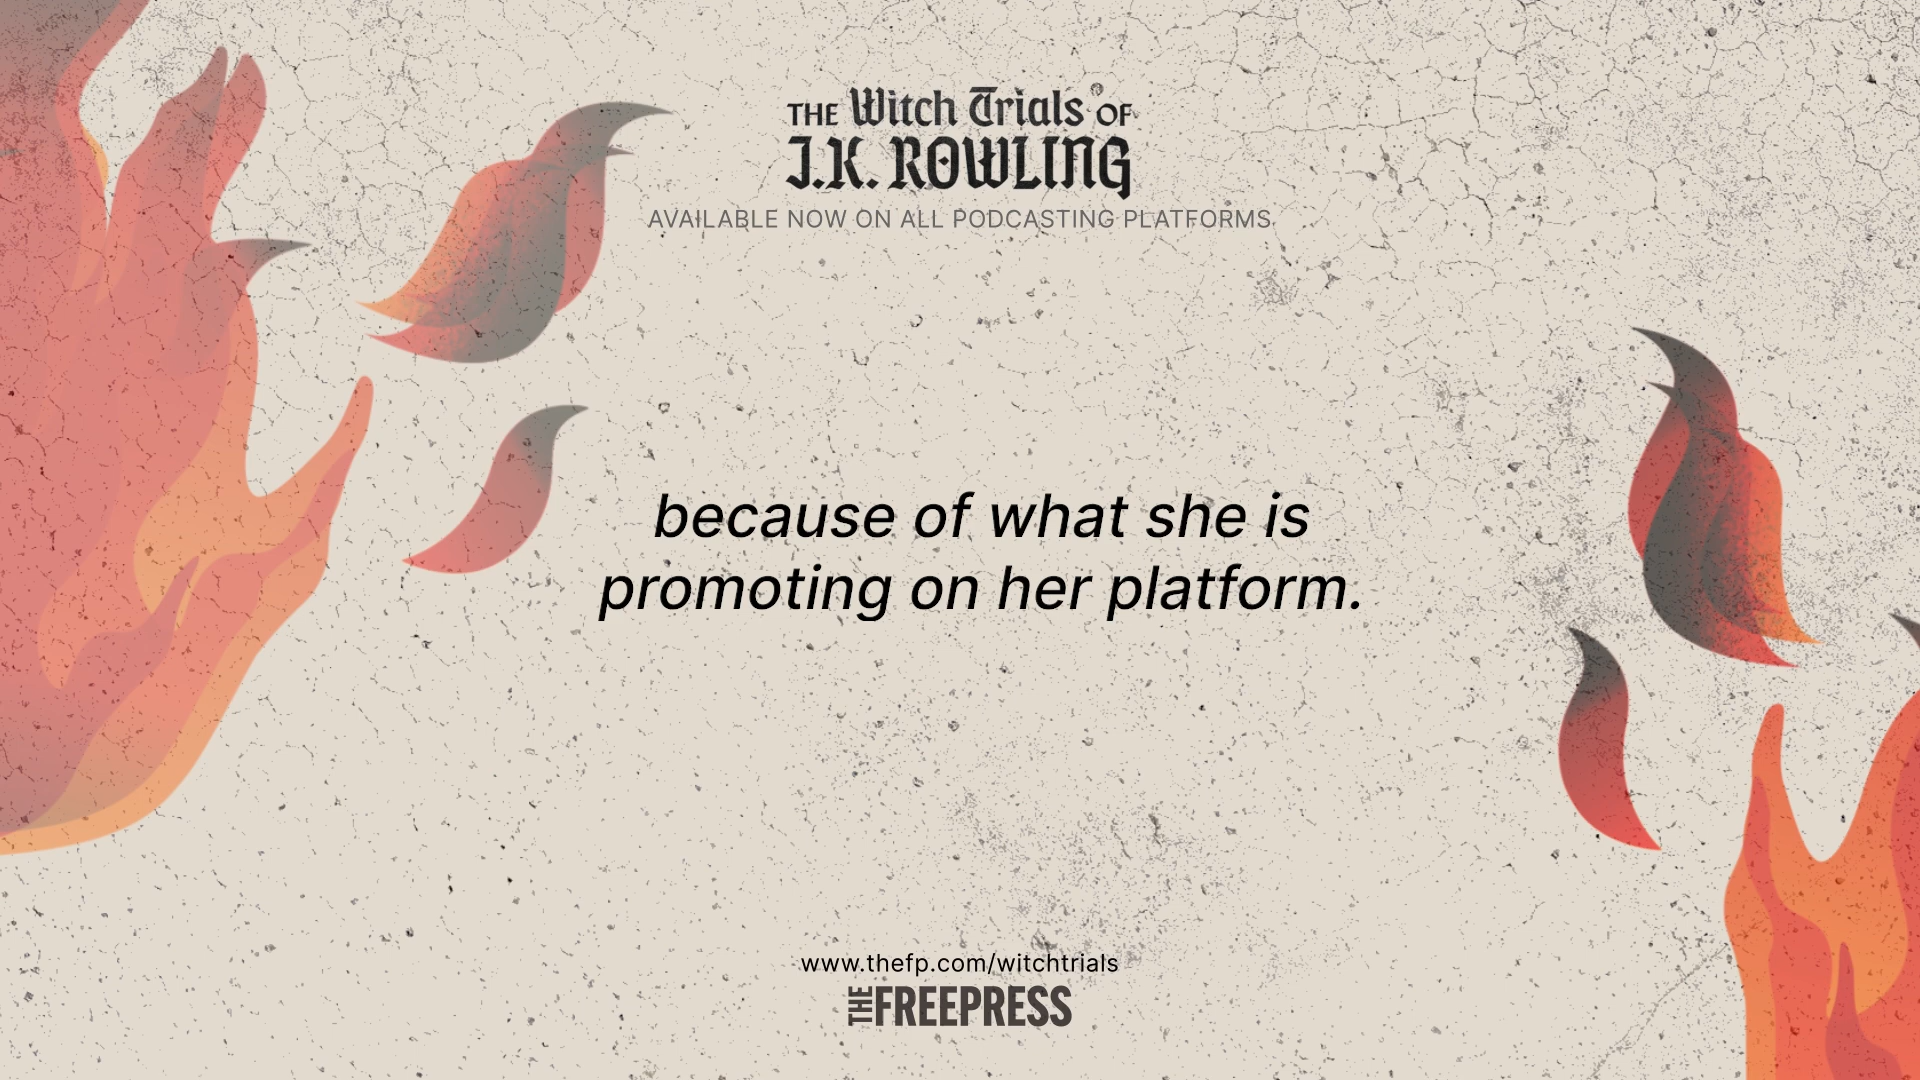 THE Witch Trials OF
J.K. ROWLING
AVAILABLE NOW ON ALL PODCASTING PLATFORMS
because of what she is
promoting on her platform.
www.thefp.com/witchtrials
THE FREEPRESS